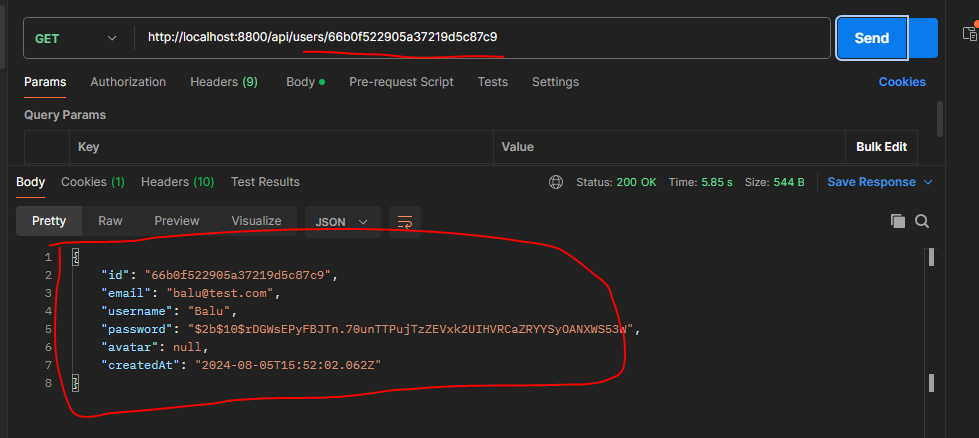 GET http://localhost:8800/api/users/66b0f522905a37219d5c87c9 Send
Params Authorization Headers (9) Body Pre-request Script Tests Settings Cookies
Query Params
Key Value Bulk Edit
Body Cookies (1) Headers (10) Test Results Status: 200 OK Time: 5.85 s Size: 544 B Save Response
Pretty Raw Preview Visualize JSON
1 {
2 "id": "66b0f522905a37219d5c87c9",
3 "email": "balu@test.com",
4 "username": "Balu",
5 "password": "$2b$10$rDGWsEPyFBJTn.70unTTPujTzZEVxk2UIHVRCaZRYYSyOANXWS53W",
6 "avatar": null,
7 "createdAt": "2024-08-05T15:52:02.062Z"
8 }